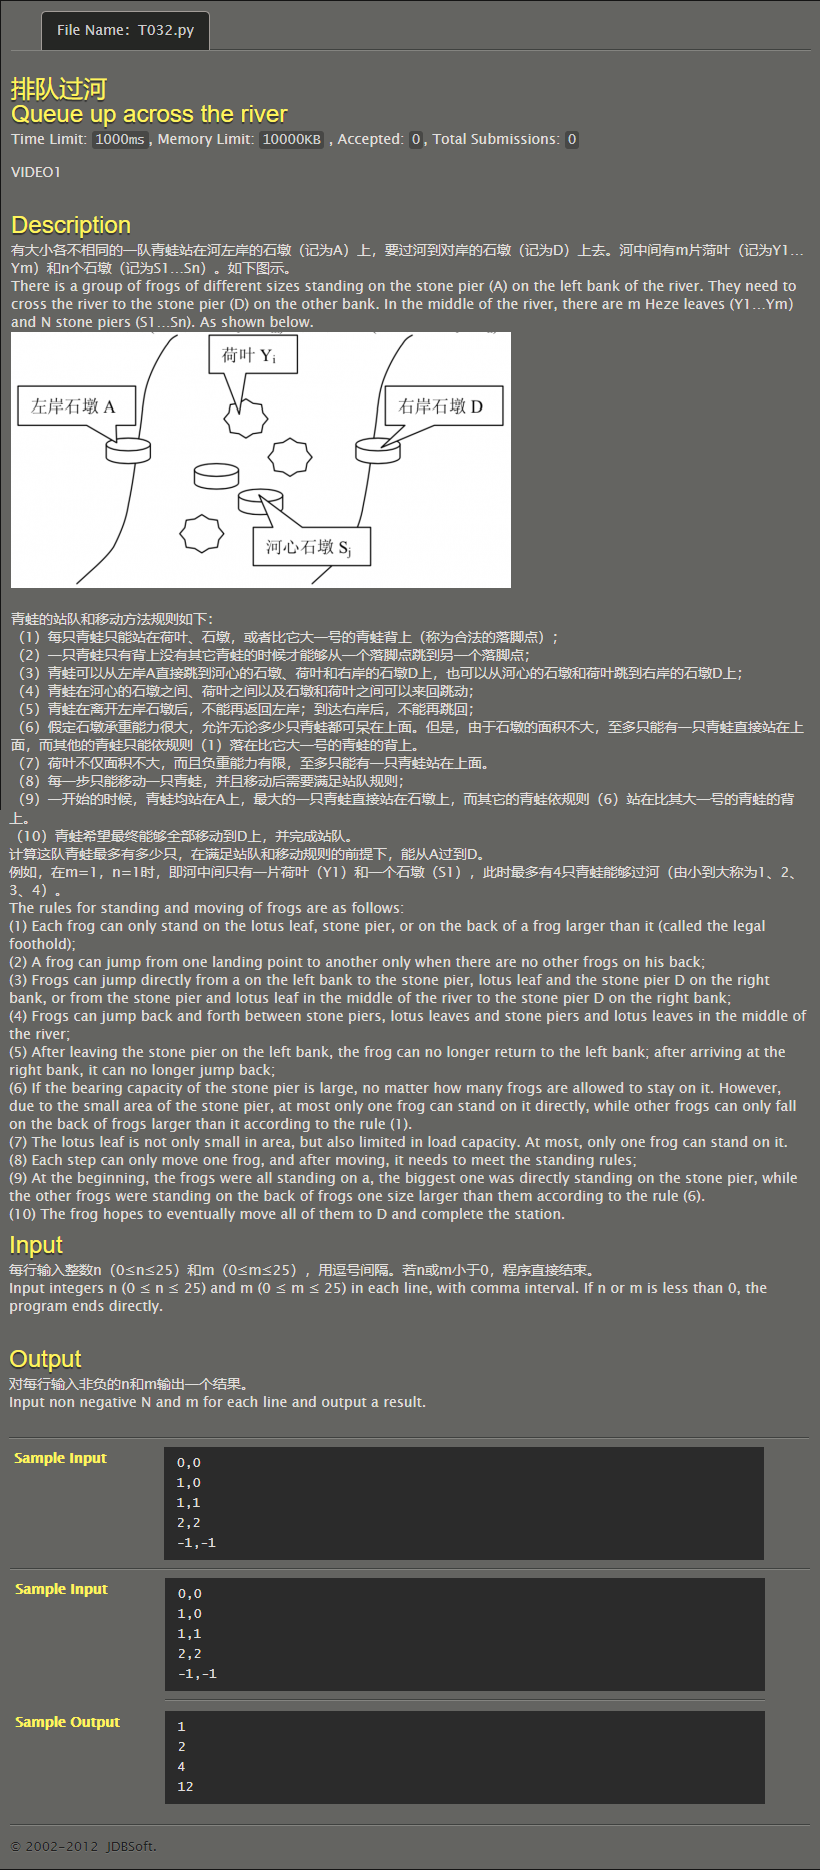 File Name: T032.py
排队过河
Queue up across the river
Time Limit: 1000ms, Memory Limit: 10000KB , Accepted: 0, Total Submissions: 0
VIDEO1
Description
有大小各不相同的一队青蛙站在河左岸的石墩（记为A）上，要过河到对岸的石墩（记为D）上去。河中间有m片菏叶（记为Y1…
Ym）和n个石墩（记为S1…Sn）。如下图示。
There is a group of frogs of different sizes standing on the stone pier (A) on the left bank of the river. They need to
cross the river to the stone pier (D) on the other bank. In the middle of the river, there are m Heze leaves (Y1…Ym)
and N stone piers (S1…Sn). As shown below.
荷叶 Yi
左岸石墩 A
右岸石墩 D
河心石墩 Sj
青蛙的站队和移动方法规则如下：
（1）每只青蛙只能站在荷叶、石墩，或者比它大一号的青蛙背上（称为合法的落脚点）；
（2）一只青蛙只有背上没有其它青蛙的时候才能够从一个落脚点跳到另一个落脚点；
（3）青蛙可以从左岸A直接跳到河心的石墩、荷叶和右岸的石墩D上，也可以从河心的石墩和荷叶跳到右岸的石墩D上；
（4）青蛙在河心的石墩之间、荷叶之间以及石墩和荷叶之间可以来回跳动；
（5）青蛙在离开左岸石墩后，不能再返回左岸；到达右岸后，不能再跳回；
（6）假定石墩承重能力很大，允许无论多少只青蛙都可呆在上面。但是，由于石墩的面积不大，至多只能有一只青蛙直接站在上
面，而其他的青蛙只能依规则（1）落在比它大一号的青蛙的背上。
（7）荷叶不仅面积不大，而且负重能力有限，至多只能有一只青蛙站在上面。
（8）每一步只能移动一只青蛙，并且移动后需要满足站队规则；
（9）一开始的时候，青蛙均站在A上，最大的一只青蛙直接站在石墩上，而其它的青蛙依规则（6）站在比其大一号的青蛙的背
上。
（10）青蛙希望最终能够全部移动到D上，并完成站队。
计算这队青蛙最多有多少只，在满足站队和移动规则的前提下，能从A过到D。
例如，在m=1，n=1时，即河中间只有一片荷叶（Y1）和一个石墩（S1），此时最多有4只青蛙能够过河（由小到大称为1、2、
3、4）。
The rules for standing and moving of frogs are as follows:
(1) Each frog can only stand on the lotus leaf, stone pier, or on the back of a frog larger than it (called the legal
foothold);
(2) A frog can jump from one landing point to another only when there are no other frogs on his back;
(3) Frogs can jump directly from a on the left bank to the stone pier, lotus leaf and the stone pier D on the right
bank, or from the stone pier and lotus leaf in the middle of the river to the stone pier D on the right bank;
(4) Frogs can jump back and forth between stone piers, lotus leaves and stone piers and lotus leaves in the middle of
the river;
(5) After leaving the stone pier on the left bank, the frog can no longer return to the left bank; after arriving at the
right bank, it can no longer jump back;
(6) If the bearing capacity of the stone pier is large, no matter how many frogs are allowed to stay on it. However,
due to the small area of the stone pier, at most only one frog can stand on it directly, while other frogs can only fall
on the back of frogs larger than it according to the rule (1).
(7) The lotus leaf is not only small in area, but also limited in load capacity. At most, only one frog can stand on it.
(8) Each step can only move one frog, and after moving, it needs to meet the standing rules;
(9) At the beginning, the frogs were all standing on a, the biggest one was directly standing on the stone pier, while
the other frogs were standing on the back of frogs one size larger than them according to the rule (6).
(10) The frog hopes to eventually move all of them to D and complete the station.
Input
每行输入整数n（0≤n≤25）和m（0≤m≤25），用逗号间隔。若n或m小于0，程序直接结束。
Input integers n (0 ≤ n ≤ 25) and m (0 ≤ m ≤ 25) in each line, with comma interval. If n or m is less than 0, the
program ends directly.
Output
对每行输入非负的n和m输出一个结果。
Input non negative N and m for each line and output a result.
Sample Input
0,0
1,0
1,1
2,2
-1,-1
Sample Input
0,0
1,0
1,1
2,2
-1,-1
Sample Output
1
2
4
12
© 2002-2012 JDBSoft.